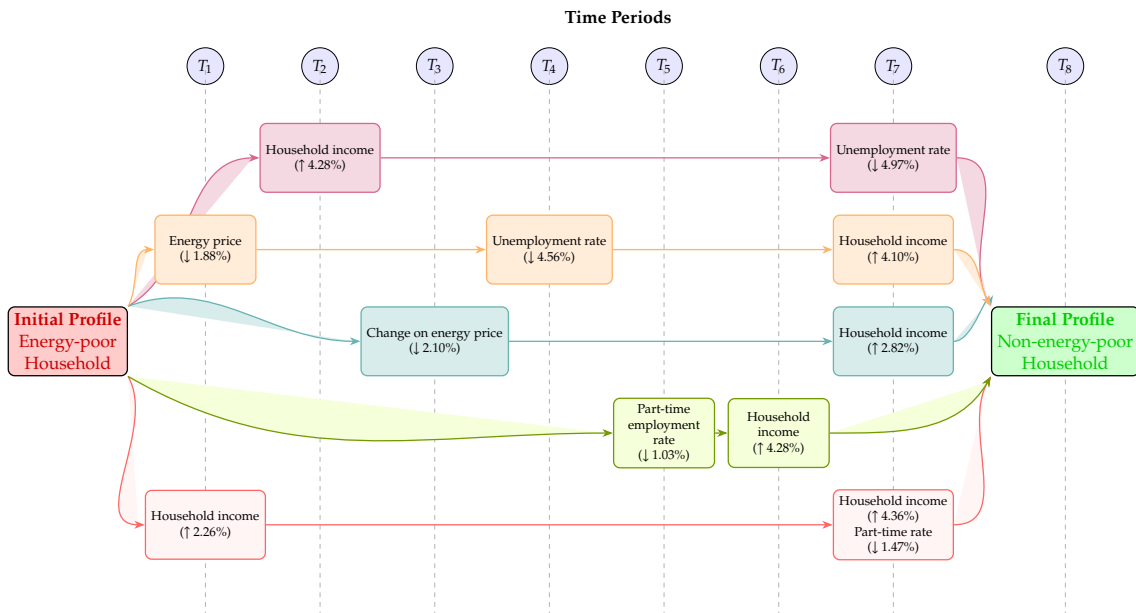 Time Periods
T1 T2 T3 T4 T5 T6 T7 T8
Household income
(↑ 4.28%)
Unemployment rate
(↓ 4.97%)
Energy price
(↓ 1.88%)
Unemployment rate
(↓ 4.56%)
Household income
(↑ 4.10%)
Initial Profile
Energy-poor
Household
Change on energy price
(↓ 2.10%)
Household income
(↑ 2.82%)
Final Profile
Non-energy-poor
Household
Part-time
employment
rate
(↓ 1.03%)
Household
income
(↑ 4.28%)
Household income
(↑ 2.26%)
Household income
(↑ 4.36%)
Part-time rate
(↓ 1.47%)